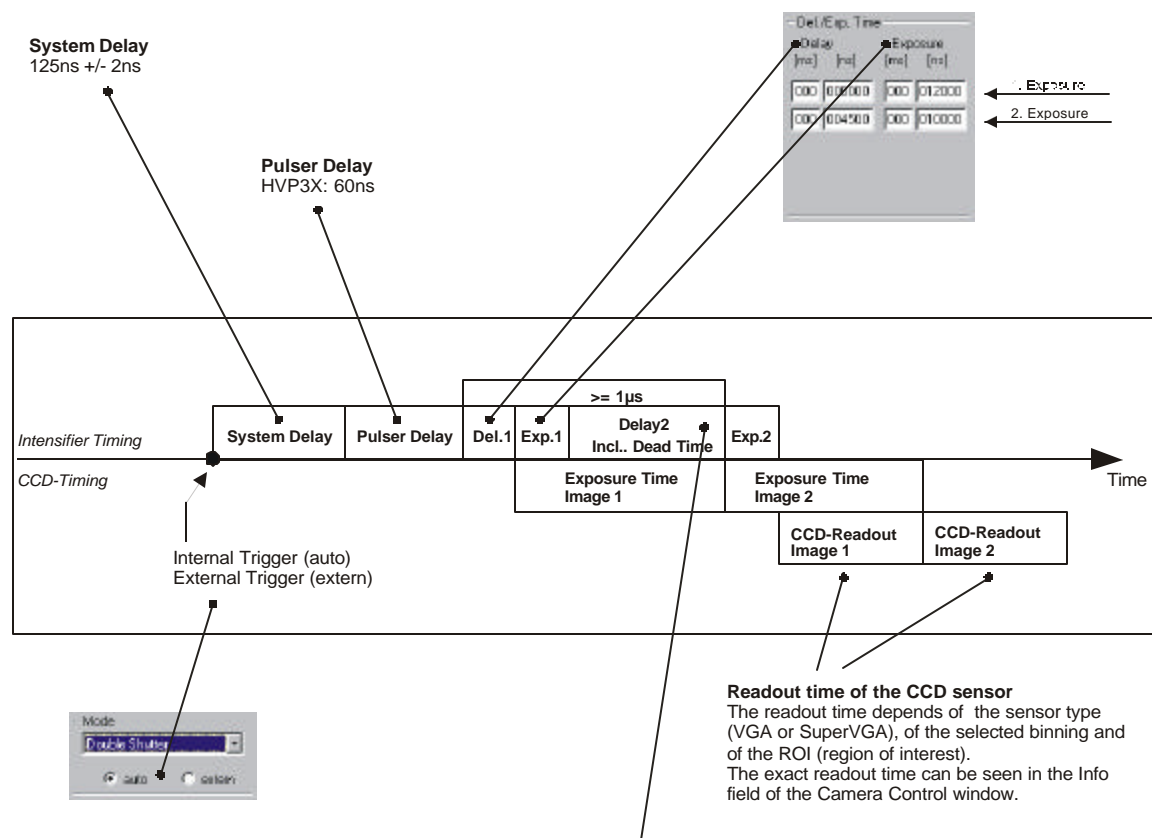 System Delay
125ns +/- 2ns
Del./Exp. Time
Delay Exposure
[ms] [ns] [ms] [ns]
000 000 012000
1. Exposure
000 004500 000 010000
2. Exposure
Pulser Delay
HVP3X: 60ns
>= 1µs
Intensifier Timing
System Delay
Pulser Delay
Del.1
Exp.1
Delay2
Incl.. Dead Time
Exp.2
CCD-Timing
Time
Exposure Time
Image 1
Exposure Time
Image 2
CCD-Readout
Image 1
CCD-Readout
Image 2
Internal Trigger (auto)
External Trigger (extern)
Mode
Double Shutter
auto extern
Readout time of the CCD sensor
The readout time depends of the sensor type
(VGA or SuperVGA), of the selected binning and
of the ROI (region of interest).
The exact readout time can be seen in the Info
field of the Camera Control window.